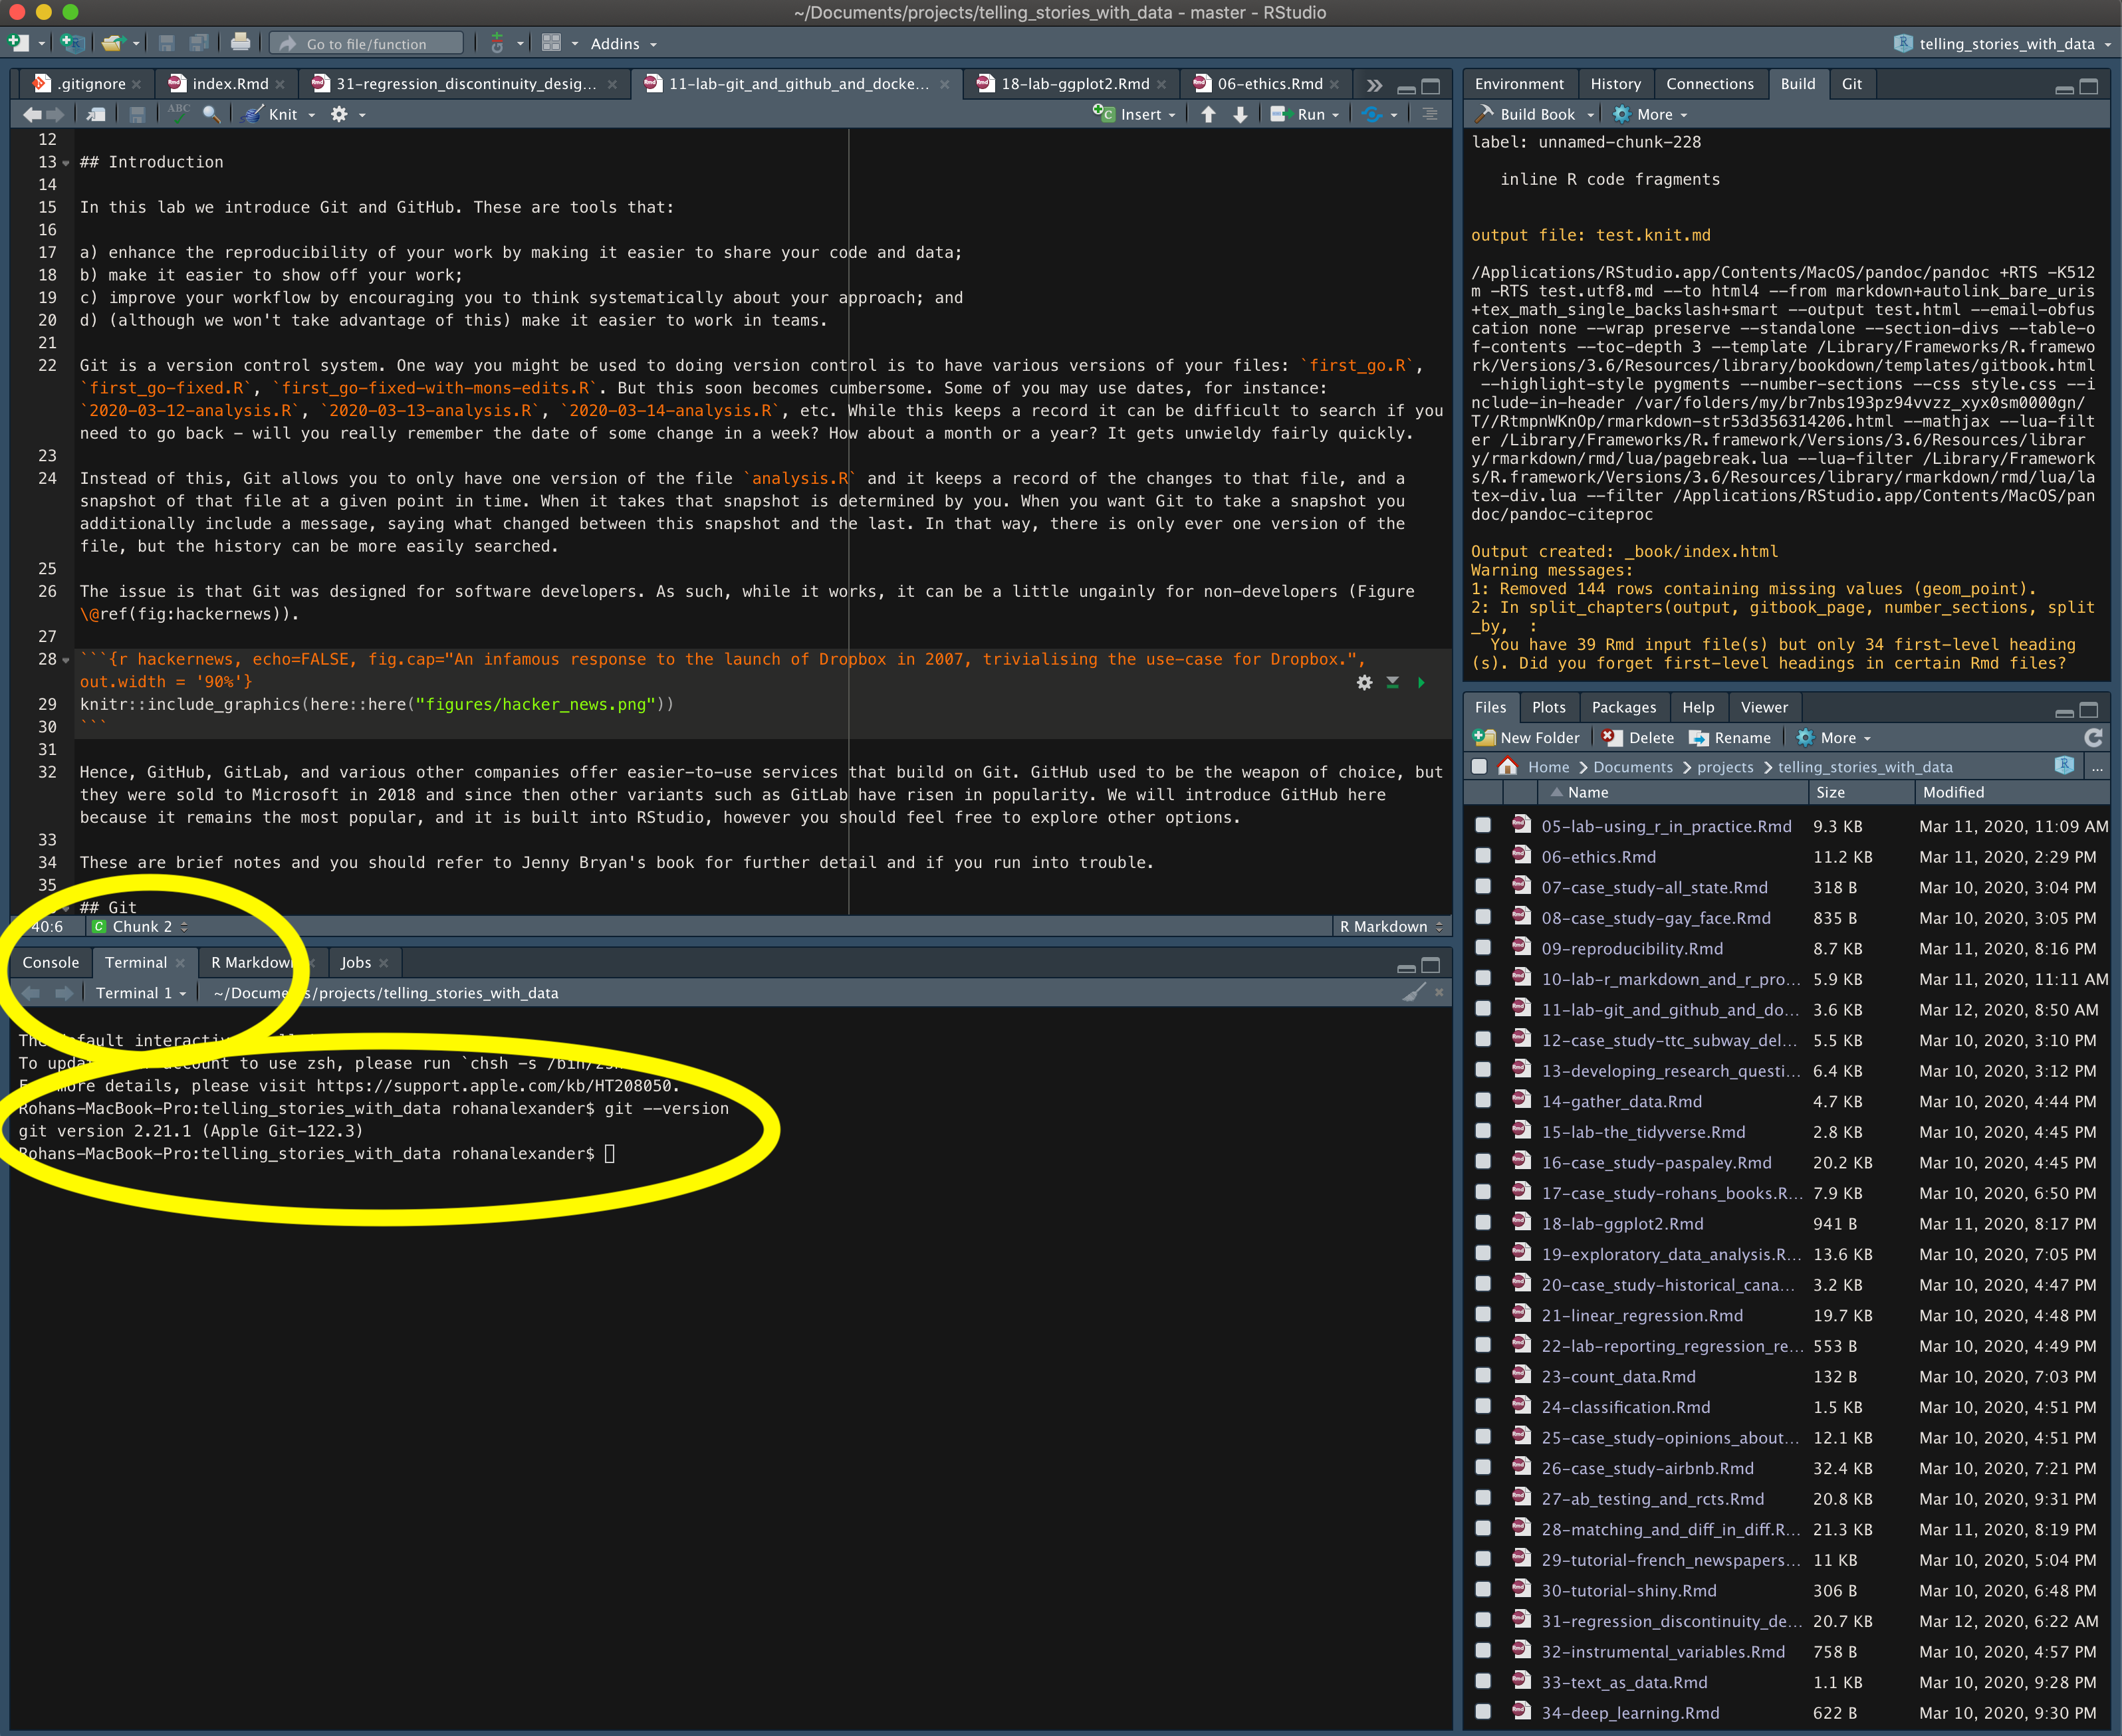 ~/Documents/projects/telling_stories_with_data - master - RStudio
Go to file/function
Addins
telling_stories_with_data
.gitignore
index.Rmd
31-regression_discontinuity_desig...
11-lab-git_and_github_and_docke...
18-lab-ggplot2.Rmd
06-ethics.Rmd
ABC
Knit
Insert
Run
12
13 ## Introduction
14
15 In this lab we introduce Git and GitHub. These are tools that:
16
17 a) enhance the reproducibility of your work by making it easier to share your code and data;
18 b) make it easier to show off your work;
19 c) improve your workflow by encouraging you to think systematically about your approach; and
20 d) (although we won't take advantage of this) make it easier to work in teams.
21
22 Git is a version control system. One way you might be used to doing version control is to have various versions of your files: `first_go.R`,
`first_go-fixed.R`, `first_go-fixed-with-mons-edits.R`. But this soon becomes cumbersome. Some of you may use dates, for instance:
`2020-03-12-analysis.R`, `2020-03-13-analysis.R`, `2020-03-14-analysis.R`, etc. While this keeps a record it can be difficult to search if you
need to go back - will you really remember the date of some change in a week? How about a month or a year? It gets unwieldy fairly quickly.
23
24 Instead of this, Git allows you to only have one version of the file `analysis.R` and it keeps a record of the changes to that file, and a
snapshot of that file at a given point in time. When it takes that snapshot is determined by you. When you want Git to take a snapshot you
additionally include a message, saying what changed between this snapshot and the last. In that way, there is only ever one version of the
file, but the history can be more easily searched.
25
26 The issue is that Git was designed for software developers. As such, while it works, it can be a little ungainly for non-developers (Figure
\@ref(fig:hackernews)).
27
28 ```{r hackernews, echo=FALSE, fig.cap="An infamous response to the launch of Dropbox in 2007, trivialising the use-case for Dropbox.",
out.width = '90%'}
29 knitr::include_graphics(here::here("figures/hacker_news.png"))
30 ```
31
32 Hence, GitHub, GitLab, and various other companies offer easier-to-use services that build on Git. GitHub used to be the weapon of choice, but
they were sold to Microsoft in 2018 and since then other variants such as GitLab have risen in popularity. We will introduce GitHub here
because it remains the most popular, and it is built into RStudio, however you should feel free to explore other options.
33
34 These are brief notes and you should refer to Jenny Bryan's book for further detail and if you run into trouble.
35
## Git
40:6
C Chunk 2
R Markdown
Console
Terminal
R Markdown
Jobs
Terminal 1
~/Documents/projects/telling_stories_with_data
default
To account to use zsh, please run `chsh -s /bin/zsh
more details, please visit https://support.apple.com/kb/HT208050.
Rohans-MacBook-Pro:telling_stories_with_data rohanalexander$ git --version
git version 2.21.1 (Apple Git-122.3)
Rohans-MacBook-Pro:telling_stories_with_data rohanalexander$
Environment
History
Connections
Build
Git
Build Book
More
label: unnamed-chunk-228
inline R code fragments
output file: test.knit.md
/Applications/RStudio.app/Contents/MacOS/pandoc/pandoc +RTS -K512
m -RTS test.utf8.md --to html4 --from markdown+autolink_bare_uris
+tex_math_single_backslash+smart --output test.html --email-obfus
cation none --wrap preserve --standalone --section-divs --table-o
f-contents --toc-depth 3 --template /Library/Frameworks/R.framewo
rk/Versions/3.6/Resources/library/bookdown/templates/gitbook.html
--highlight-style pygments --number-sections --css style.css --i
nclude-in-header /var/folders/my/br7nbs193pz94vvzz_xyx0sm0000gn/
T//RtmpnWKnOp/rmarkdown-str53d356314206.html --mathjax --lua-filt
er /Library/Frameworks/R.framework/Versions/3.6/Resources/librar
y/rmarkdown/rmd/lua/pagebreak.lua --lua-filter /Library/Framework
s/R.framework/Versions/3.6/Resources/library/rmarkdown/rmd/lua/la
tex-div.lua --filter /Applications/RStudio.app/Contents/MacOS/pan
doc/pandoc-citeproc
Output created: _book/index.html
Warning messages:
1: Removed 144 rows containing missing values (geom_point).
2: In split_chapters(output, gitbook_page, number_sections, split
_by,  :
You have 39 Rmd input file(s) but only 34 first-level heading
(s). Did you forget first-level headings in certain Rmd files?
Files
Plots
Packages
Help
Viewer
New Folder
Delete
Rename
More
Home
Documents
projects
telling_stories_with_data
...
Name Size Modified
05-lab-using_r_in_practice.Rmd 9.3 KB Mar 11, 2020, 11:09 AM
06-ethics.Rmd 11.2 KB Mar 11, 2020, 2:29 PM
07-case_study-all_state.Rmd 318 B Mar 10, 2020, 3:04 PM
08-case_study-gay_face.Rmd 835 B Mar 10, 2020, 3:05 PM
09-reproducibility.Rmd 8.7 KB Mar 11, 2020, 8:16 PM
10-lab-r_markdown_and_r_pro... 5.9 KB Mar 11, 2020, 11:11 AM
11-lab-git_and_github_and_do... 3.6 KB Mar 12, 2020, 8:50 AM
12-case_study-ttc_subway_del... 5.5 KB Mar 10, 2020, 3:10 PM
13-developing_research_questi... 6.4 KB Mar 10, 2020, 3:12 PM
14-gather_data.Rmd 4.7 KB Mar 10, 2020, 4:44 PM
15-lab-the_tidyverse.Rmd 2.8 KB Mar 10, 2020, 4:45 PM
16-case_study-paspaley.Rmd 20.2 KB Mar 10, 2020, 4:45 PM
17-case_study-rohans_books.R... 7.9 KB Mar 10, 2020, 6:50 PM
18-lab-ggplot2.Rmd 941 B Mar 11, 2020, 8:17 PM
19-exploratory_data_analysis.R... 13.6 KB Mar 10, 2020, 7:05 PM
20-case_study-historical_cana... 3.2 KB Mar 10, 2020, 4:47 PM
21-linear_regression.Rmd 19.7 KB Mar 10, 2020, 4:48 PM
22-lab-reporting_regression_re... 553 B Mar 10, 2020, 4:49 PM
23-count_data.Rmd 132 B Mar 10, 2020, 7:03 PM
24-classification.Rmd 1.5 KB Mar 10, 2020, 4:51 PM
25-case_study-opinions_about... 12.1 KB Mar 10, 2020, 4:51 PM
26-case_study-airbnb.Rmd 32.4 KB Mar 10, 2020, 7:21 PM
27-ab_testing_and_rcts.Rmd 20.8 KB Mar 10, 2020, 9:31 PM
28-matching_and_diff_in_diff.R... 21.3 KB Mar 11, 2020, 8:19 PM
29-tutorial-french_newspapers... 11 KB Mar 10, 2020, 5:04 PM
30-tutorial-shiny.Rmd 306 B Mar 10, 2020, 6:48 PM
31-regression_discontinuity_de... 20.7 KB Mar 12, 2020, 6:22 AM
32-instrumental_variables.Rmd 758 B Mar 10, 2020, 4:57 PM
33-text_as_data.Rmd 1.1 KB Mar 10, 2020, 9:28 PM
34-deep_learning.Rmd 622 B Mar 10, 2020, 9:30 PM